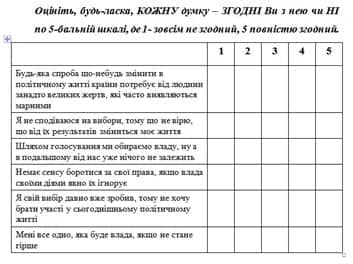 Оцініть, будь-ласка, КОЖНУ думку – ЗГОДНІ Ви з нею чи НІ
по 5-бальній шкалі, де 1- зовсім не згодний, 5 повністю згодний.
1 2 3 4 5
Будь-яка спроба що-небудь змінити в
політичному житті країни потребує від людини
занадто великих жертв, які часто виявляються
марними
Я не сподіваюся на вибори, тому що не вірю,
що від їх результатів зміниться моє життя
Шляхом голосування ми обираємо владу, ну а
в подальшому від нас уже нічого не залежить
Немає сенсу боротися за свої права, якщо влада
своїми діями явно їх ігнорує
Я свій вибір давно вже зробив, тому не хочу
брати участі у сьогоднішньому політичному
житті
Мені все одно, яка буде влада, якщо не стане
гірше